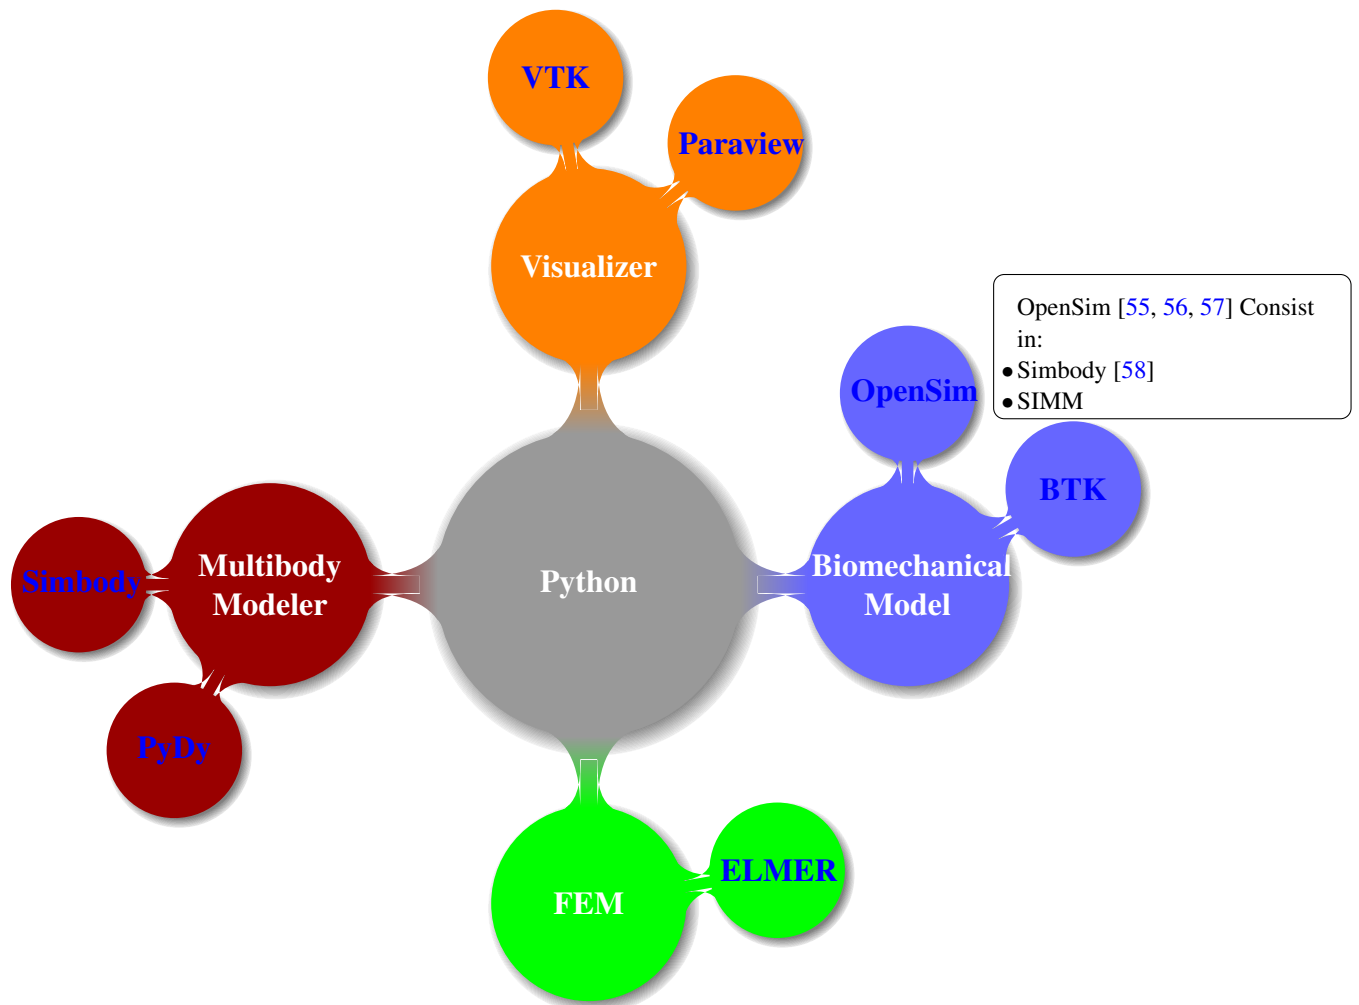 VTK
Paraview
Visualizer
OpenSim [55, 56, 57] Consist
in:
• Simbody [58]
• SIMM
OpenSim
BTK
Multibody
Modeler
Simbody
PyDy
Python
Biomechanical
Model
FEM
ELMER